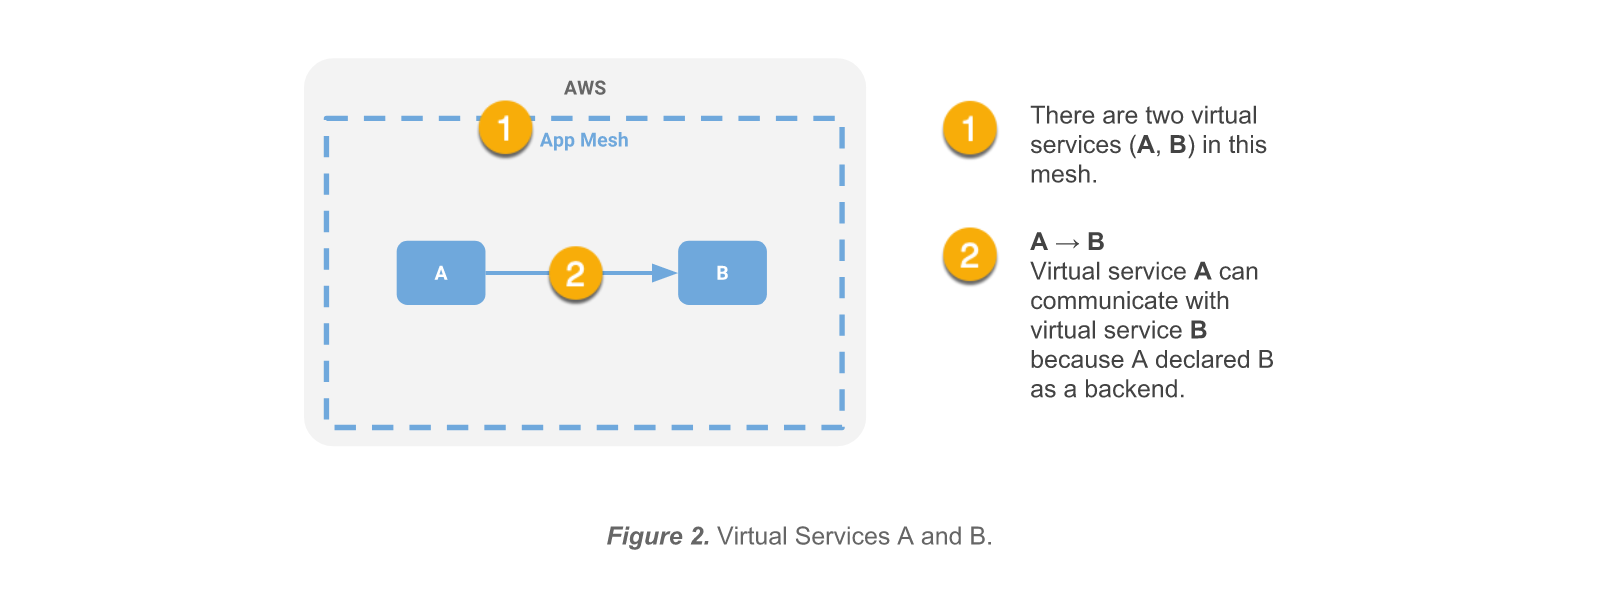 AWS
1
App Mesh
A
2
B
1
There are two virtual
services (A, B) in this
mesh.
2
A → B
Virtual service A can
communicate with
virtual service B
because A declared B
as a backend.
Figure 2. Virtual Services A and B.